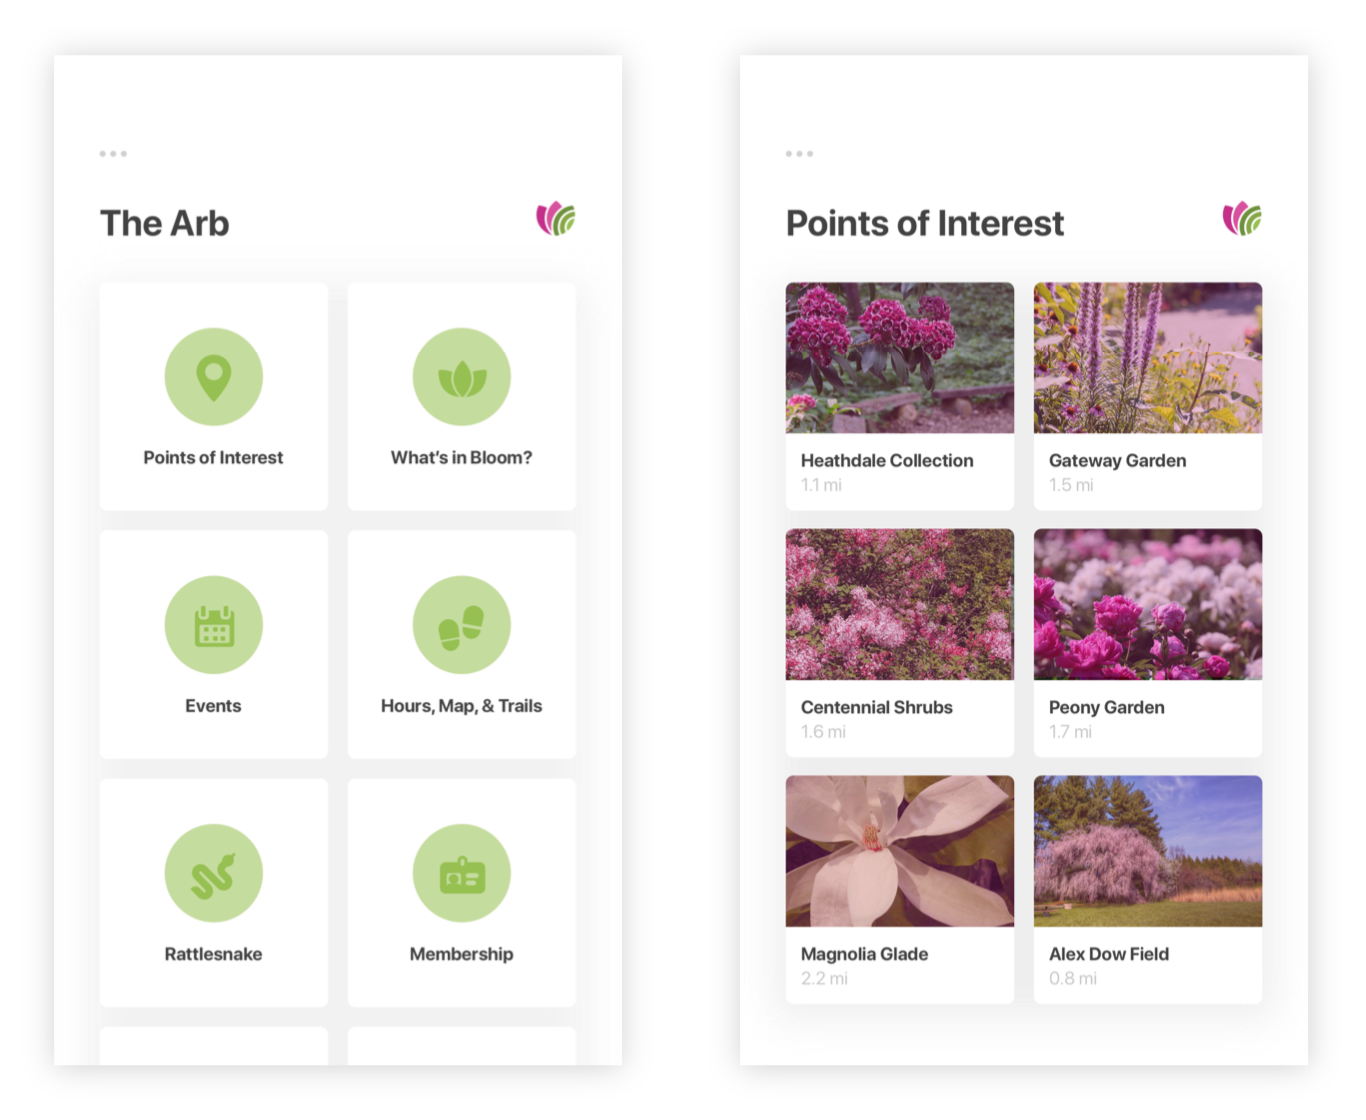 The Arb
Points of Interest
What's in Bloom?
Events
Hours, Map, & Trails
Rattlesnake
Membership
Points of Interest
Heathdale Collection
1.1 mi
Gateway Garden
1.5 mi
Centennial Shrubs
1.6 mi
Peony Garden
1.7 mi
Magnolia Glade
2.2 mi
Alex Dow Field
0.8 mi